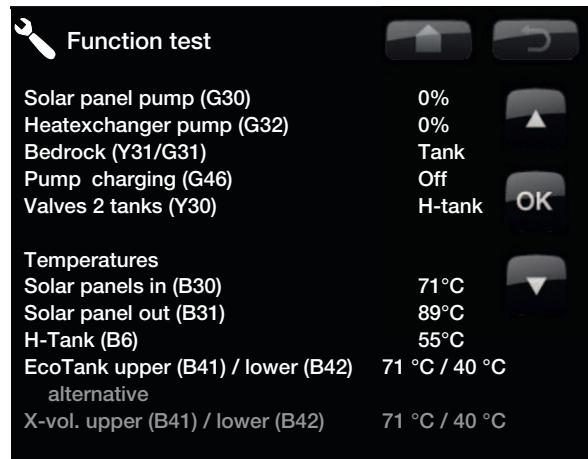 Function test
Solar panel pump (G30) 0%
Heatexchanger pump (G32) 0%
Bedrock (Y31/G31) Tank
Pump charging (G46) Off
Valves 2 tanks (Y30) H-tank
OK
Temperatures
Solar panels in (B30) 71°C
Solar panel out (B31) 89°C
H-Tank (B6) 55°C
EcoTank upper (B41) / lower (B42) 71 °C / 40 °C
alternative
X-vol. upper (B41) / lower (B42) 71 °C / 40 °C